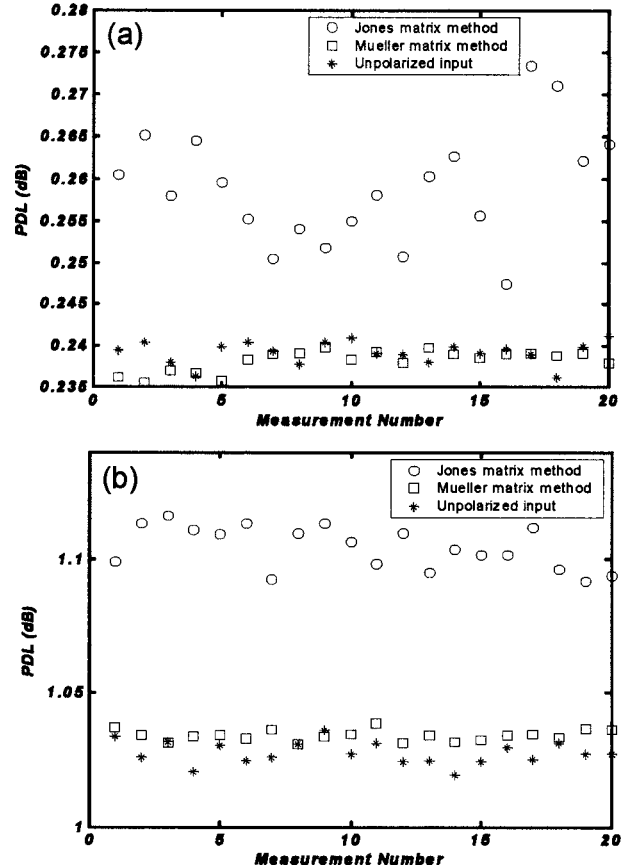 (a)
Jones matrix method
Mueller matrix method
Unpolarized input
0.28
0.275
0.27
0.265
0.26
0.255
0.25
0.245
0.24
0.235
PDL (dB)
0
5
10
15
20
Measurement Number
(b)
Jones matrix method
Mueller matrix method
Unpolarized input
1.1
1.05
1
PDL (dB)
0
5
10
15
20
Measurement Number